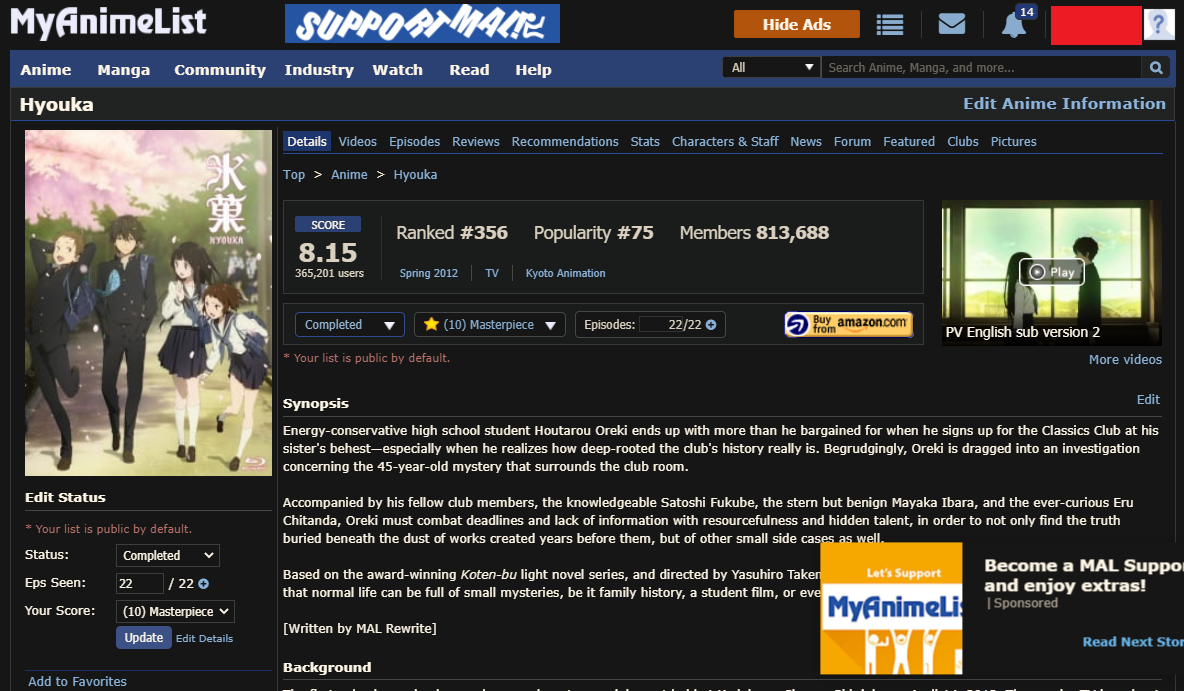 MyAnimeList
SUPPORT MAL!
Hide Ads
14
?
Anime Manga Community Industry Watch Read Help
All
Search Anime, Manga, and more...
Hyouka
Edit Anime Information
氷菓
HYOUKA
Details Videos Episodes Reviews Recommendations Stats Characters & Staff News Forum Featured Clubs Pictures
Top > Anime > Hyouka
SCORE
8.15
365,201 users
Ranked #356 Popularity #75 Members 813,688
Spring 2012 TV Kyoto Animation
Completed
(10) Masterpiece
Episodes: 22/22
Buy from amazon.com
* Your list is public by default.
Play
PV English sub version 2
More videos
Synopsis
Edit
Energy-conservative high school student Houtarou Oreki ends up with more than he bargained for when he signs up for the Classics Club at his
sister's behest—especially when he realizes how deep-rooted the club's history really is. Begrudgingly, Oreki is dragged into an investigation
concerning the 45-year-old mystery that surrounds the club room.
Accompanied by his fellow club members, the knowledgeable Satoshi Fukube, the stern but benign Mayaka Ibara, and the ever-curious Eru
Chitanda, Oreki must combat deadlines and lack of information with resourcefulness and hidden talent, in order to not only find the truth
buried beneath the dust of works created years before them, but of other small side cases as well.
Based on the award-winning Koten-bu light novel series, and directed by Yasuhiro Taken
that normal life can be full of small mysteries, be it family history, a student film, or eve
[Written by MAL Rewrite]
Background
Edit Status
* Your list is public by default.
Status: Completed
Eps Seen: 22 / 22
Your Score: (10) Masterpiece
Update Edit Details
Add to Favorites
Let's Support
MyAnimeLis
Become a MAL Suppor
and enjoy extras!
| Sponsored
Read Next Stor